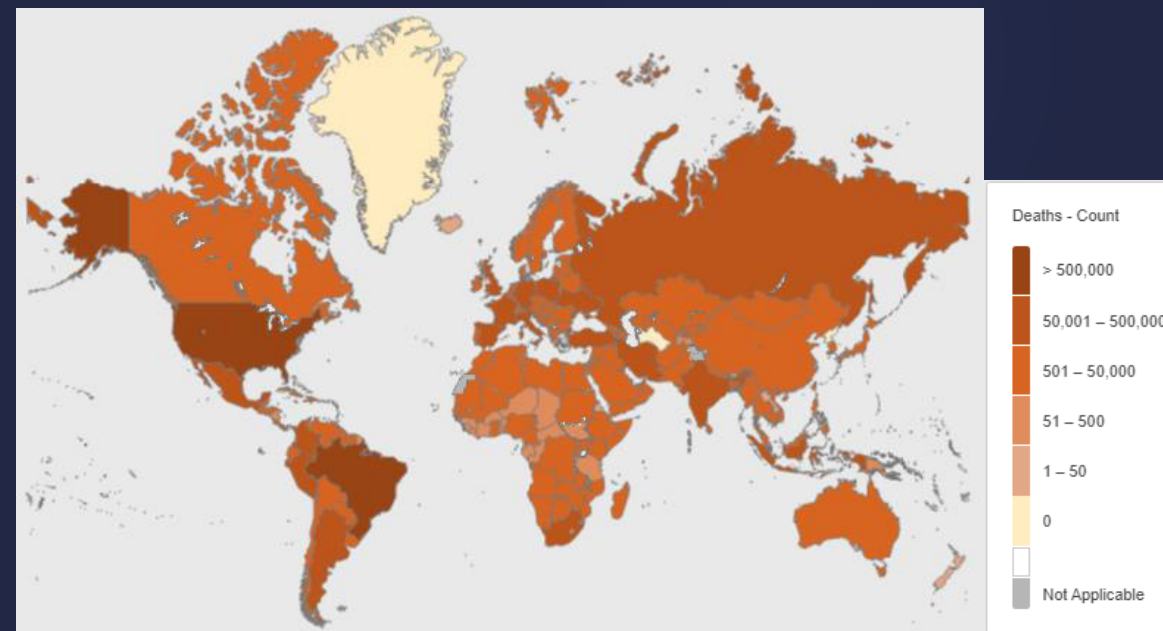 Deaths - Count
> 500,000
50,001 – 500,000
501 – 50,000
51 – 500
1 – 50
0
Not Applicable